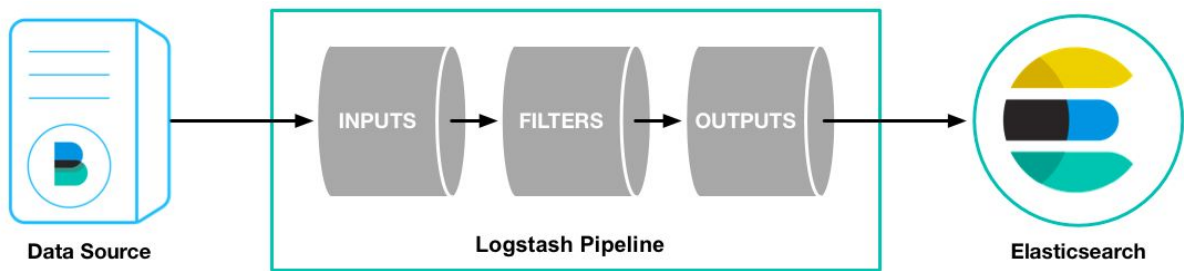 INPUTS
FILTERS
OUTPUTS
Data Source
Logstash Pipeline
Elasticsearch